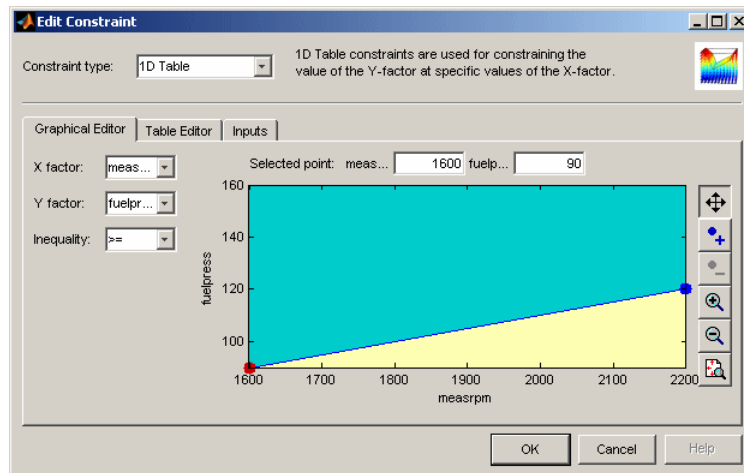 Edit Constraint
Constraint type: 1D Table 1D Table constraints are used for constraining the
value of the Y-factor at specific values of the X-factor.
Graphical Editor Table Editor Inputs
X factor: meas... Selected point: meas... 1600 fuelp... 90
Y factor: fuelpr...
Inequality: >=
160
140
120
100
fuelpress
1600 1700 1800 1900 2000 2100 2200
measrpm
OK Cancel Help